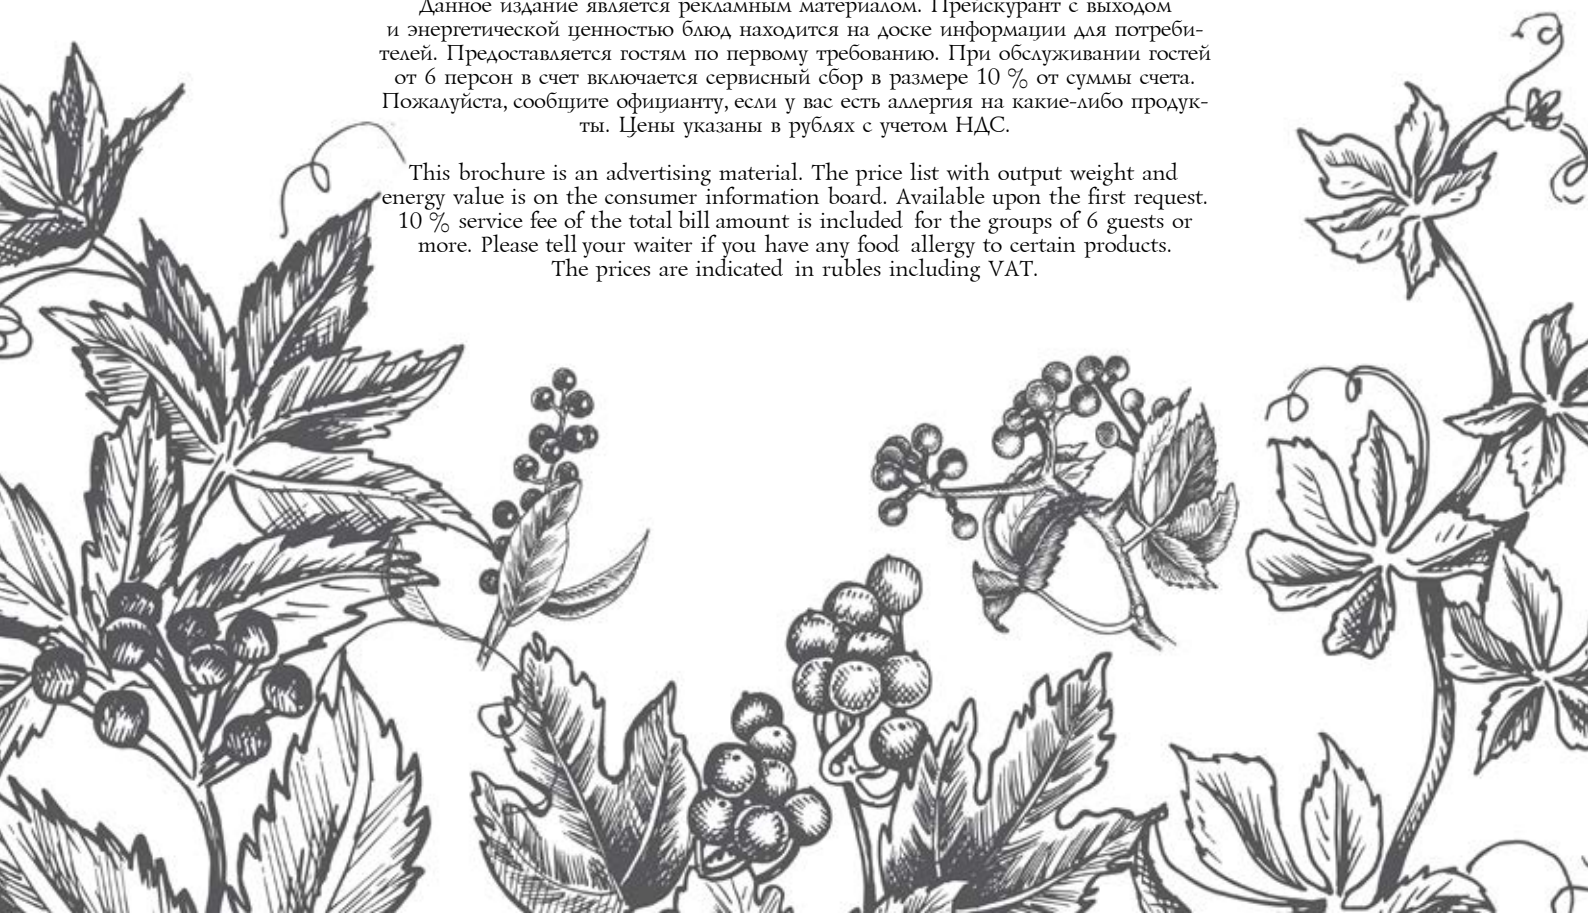 Данное издание является рекламным материалом. Прейскурант с выходом
и энергетической ценностью блюд находится на доске информации для потреби-
телей. Предоставляется гостям по первому требованию. При обслуживании гостей
от 6 персон в счет включается сервисный сбор в размере 10 % от суммы счета.
Пожалуйста, сообщите официанту, если у вас есть аллергия на какие-либо продук-
ты. Цены указаны в рублях с учетом НДС.
This brochure is an advertising material. The price list with output weight and
energy value is on the consumer information board. Available upon the first request.
10 % service fee of the total bill amount is included for the groups of 6 guests or
more. Please tell your waiter if you have any food allergy to certain products.
The prices are indicated in rubles including VAT.